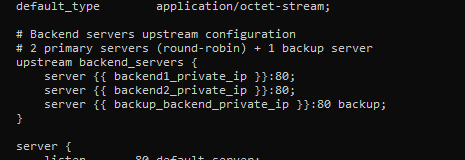 default_type        application/octet-stream;
# Backend servers upstream configuration
# 2 primary servers (round-robin) + 1 backup server
upstream backend_servers {
    server {{ backend1_private_ip }}:80;
    server {{ backend2_private_ip }}:80;
    server {{ backup_backend_private_ip }}:80 backup;
}
server {
    listen       80 default_server;